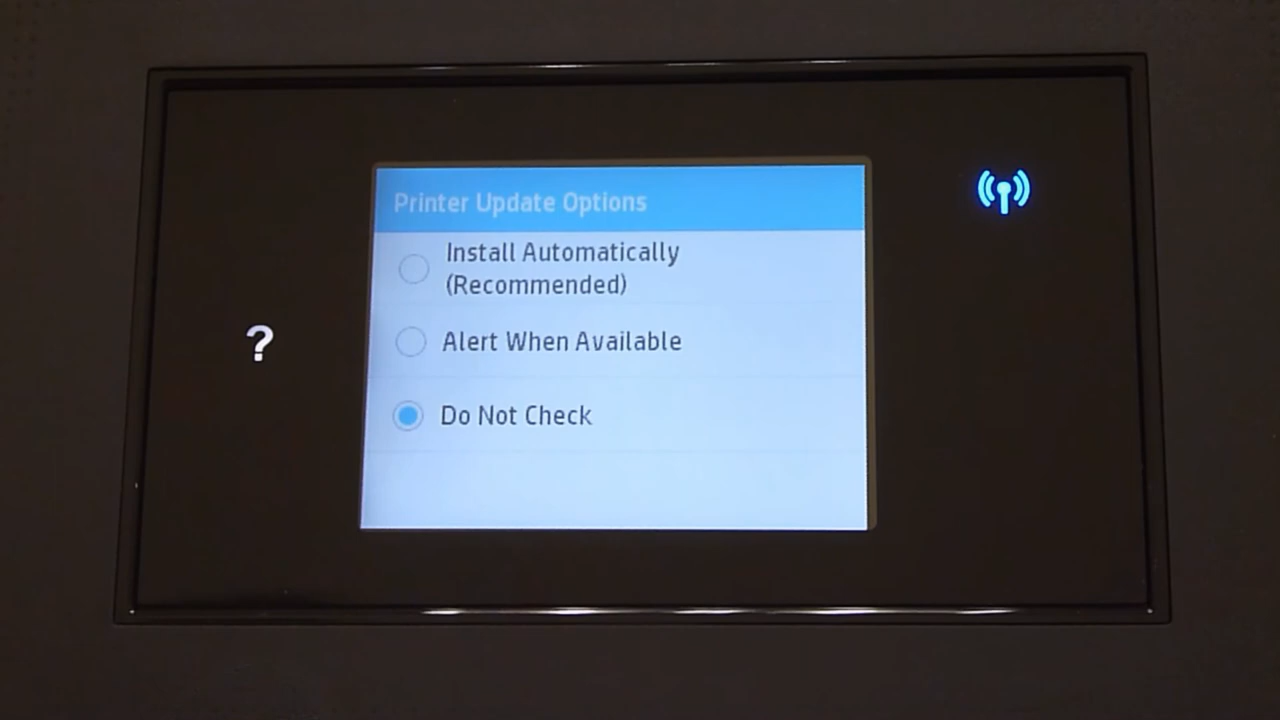 Printer Update Options
Install Automatically
(Recommended)
Alert When Available
?
Do Not Check